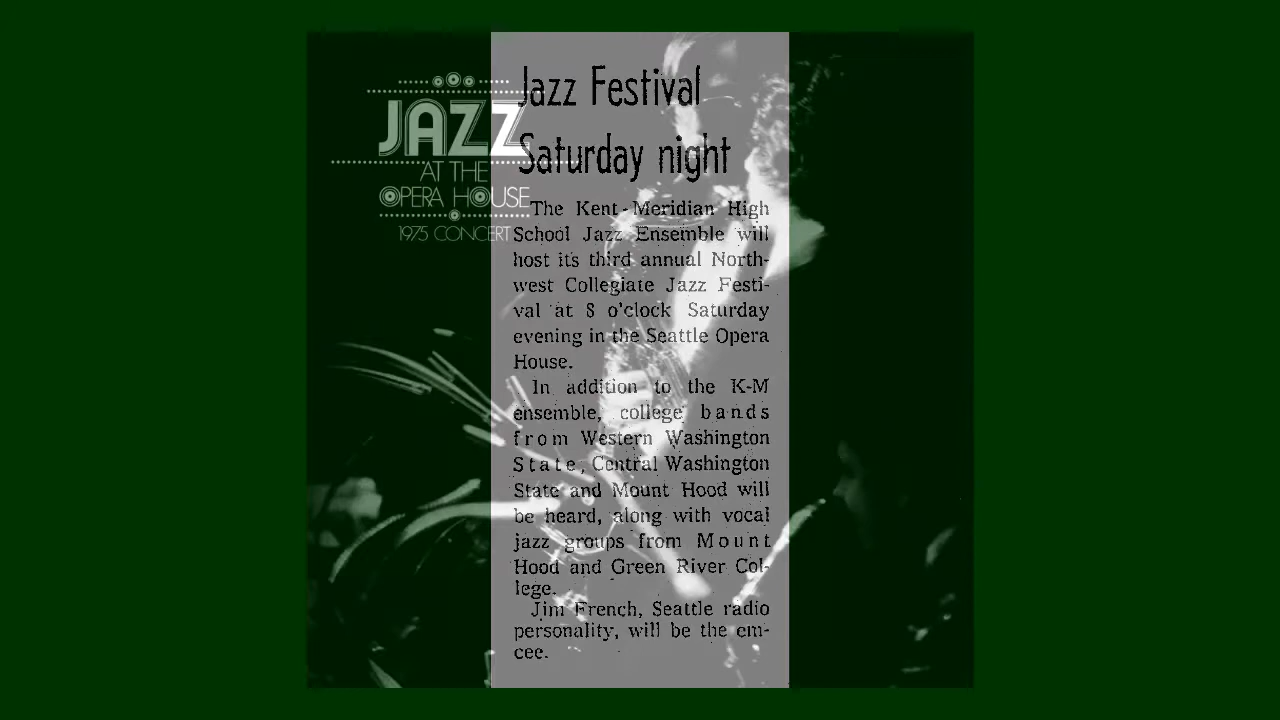 JAZZ
AT THE
OPERA HOUSE
1975 CONCERT
Jazz Festival
Saturday night
The Kent-Meridian High
School Jazz Ensemble will
host its third annual North-
west Collegiate Jazz Festi-
val at 8 o'clock Saturday
evening in the Seattle Opera
House.
In addition to the K-M
ensemble, college bands
from Western Washington
State, Central Washington
State and Mount Hood will
be heard, along with vocal
jazz groups from Mount
Hood and Green River Col-
lege.
Jim French, Seattle radio
personality, will be the em-
cee.